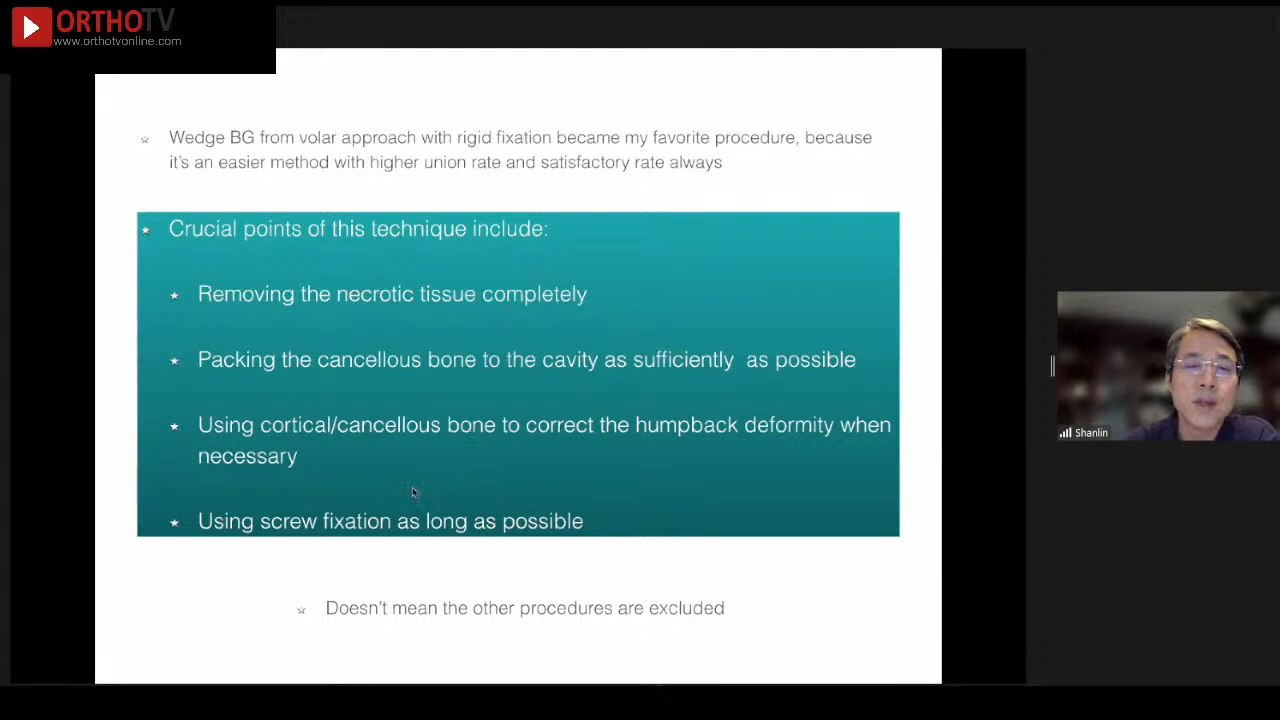 ORTHOTV
www.orthotvonline.com
Wedge BG from volar approach with rigid fixation became my favorite procedure, because
it's an easier method with higher union rate and satisfactory rate always
Crucial points of this technique include:
Removing the necrotic tissue completely
Packing the cancellous bone to the cavity as sufficiently as possible
Using cortical/cancellous bone to correct the humpback deformity when
necessary
Using screw fixation as long as possible
Doesn't mean the other procedures are excluded
Shanlin